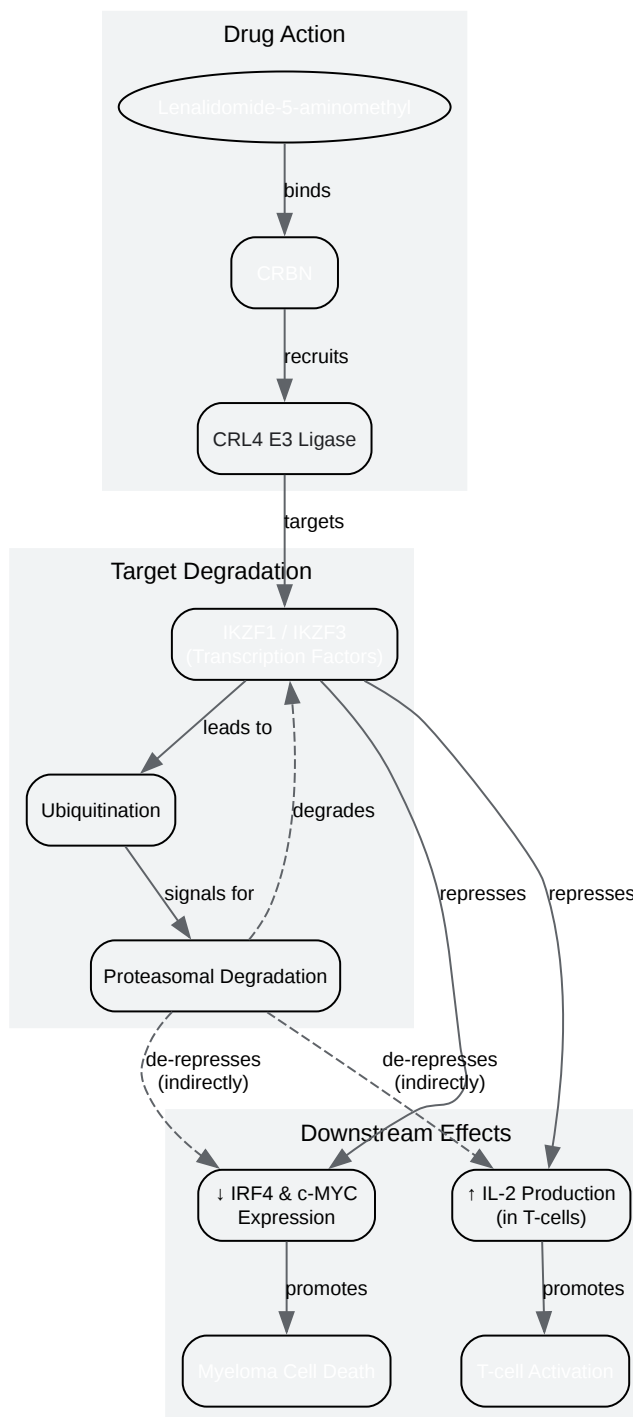 Drug Action
Lenalidomide-5-aminomethyl
binds
CRBN
recruits
CRL4 E3 Ligase
targets
Target Degradation
IKZF1 / IKZF3
(Transcription Factors)
leads to
Ubiquitination
degrades
signals for
represses
represses
Proteasomal Degradation
de-represses
(indirectly)
de-represses
(indirectly)
Downstream Effects
↓ IRF4 & c-MYC
Expression
↑ IL-2 Production
(in T-cells)
promotes
promotes
Myeloma Cell Death
T-cell Activation